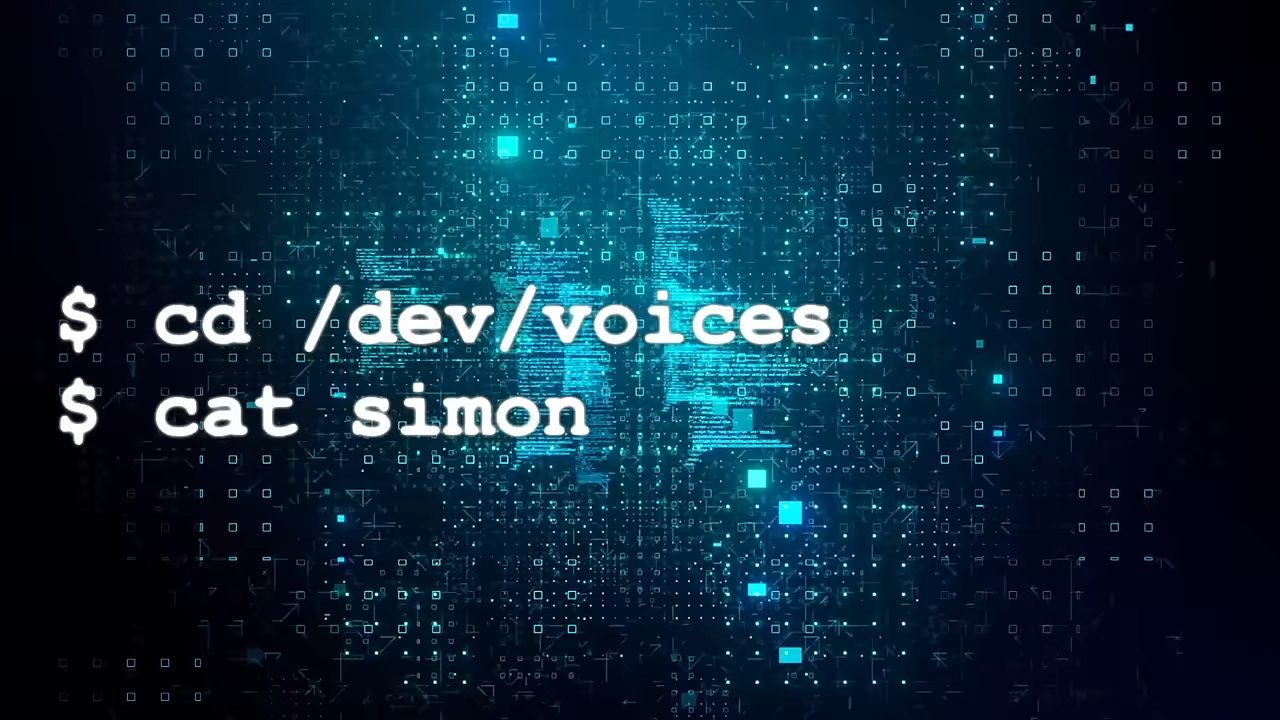 $ cd /dev/voices
$ cat simon